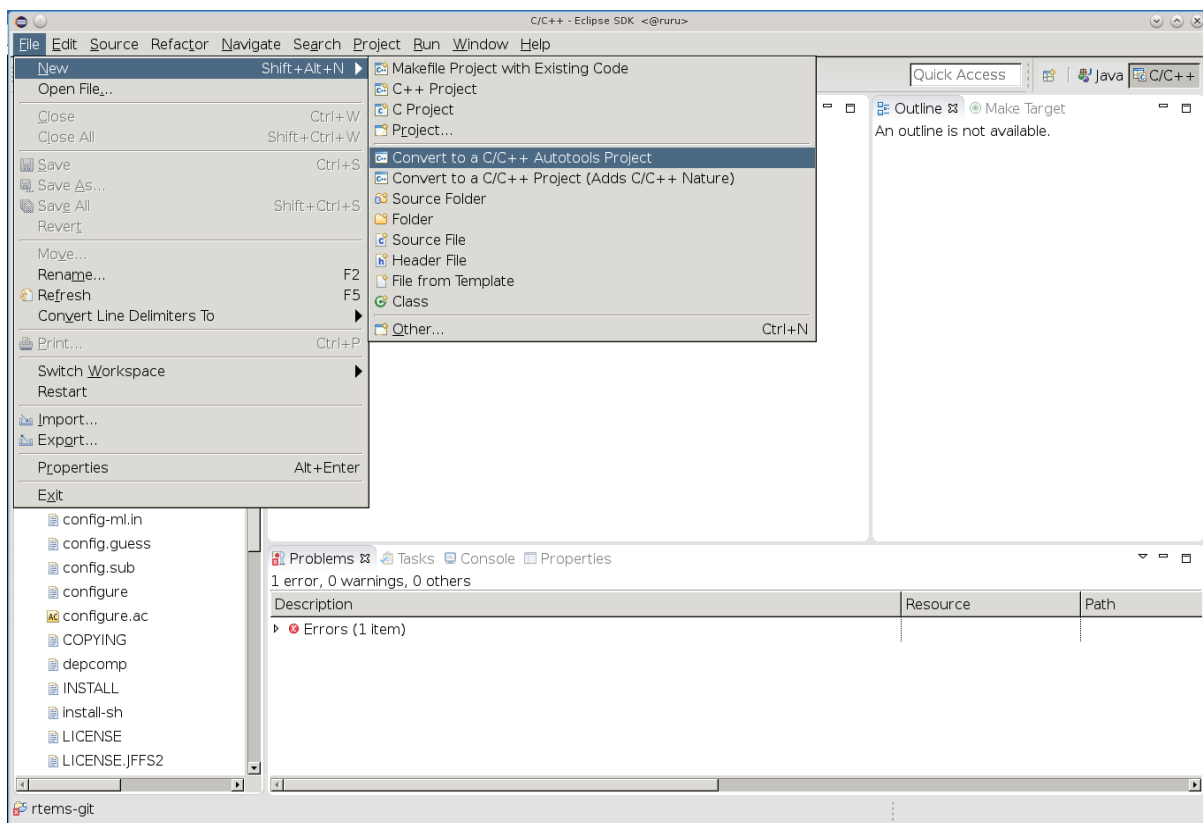 C/C++ - Eclipse SDK <@ruru>
File Edit Source Refactor Navigate Search Project Run Window Help
New Shift+Alt+N
Open File...
Close Ctrl+W
Close All Shift+Ctrl+W
Save Ctrl+S
Save As...
Save All Shift+Ctrl+S
Revert
Move...
Rename... F2
Refresh F5
Convert Line Delimiters To
Print... Ctrl+P
Switch Workspace
Restart
Import...
Export...
Properties Alt+Enter
Exit
Makefile Project with Existing Code
C++ Project
C Project
Project...
Convert to a C/C++ Autotools Project
Convert to a C/C++ Project (Adds C/C++ Nature)
Source Folder
Folder
Source File
Header File
File from Template
Class
Other... Ctrl+N
Quick Access Java C/C++
Outline Make Target
An outline is not available.
config-ml.in
config.guess
config.sub
configure
AC configure.ac
COPYING
depcomp
INSTALL
install-sh
LICENSE
LICENSE.JFFS2
Problems Tasks Console Properties
1 error, 0 warnings, 0 others
Description Resource Path
Errors (1 item)
rtems-git